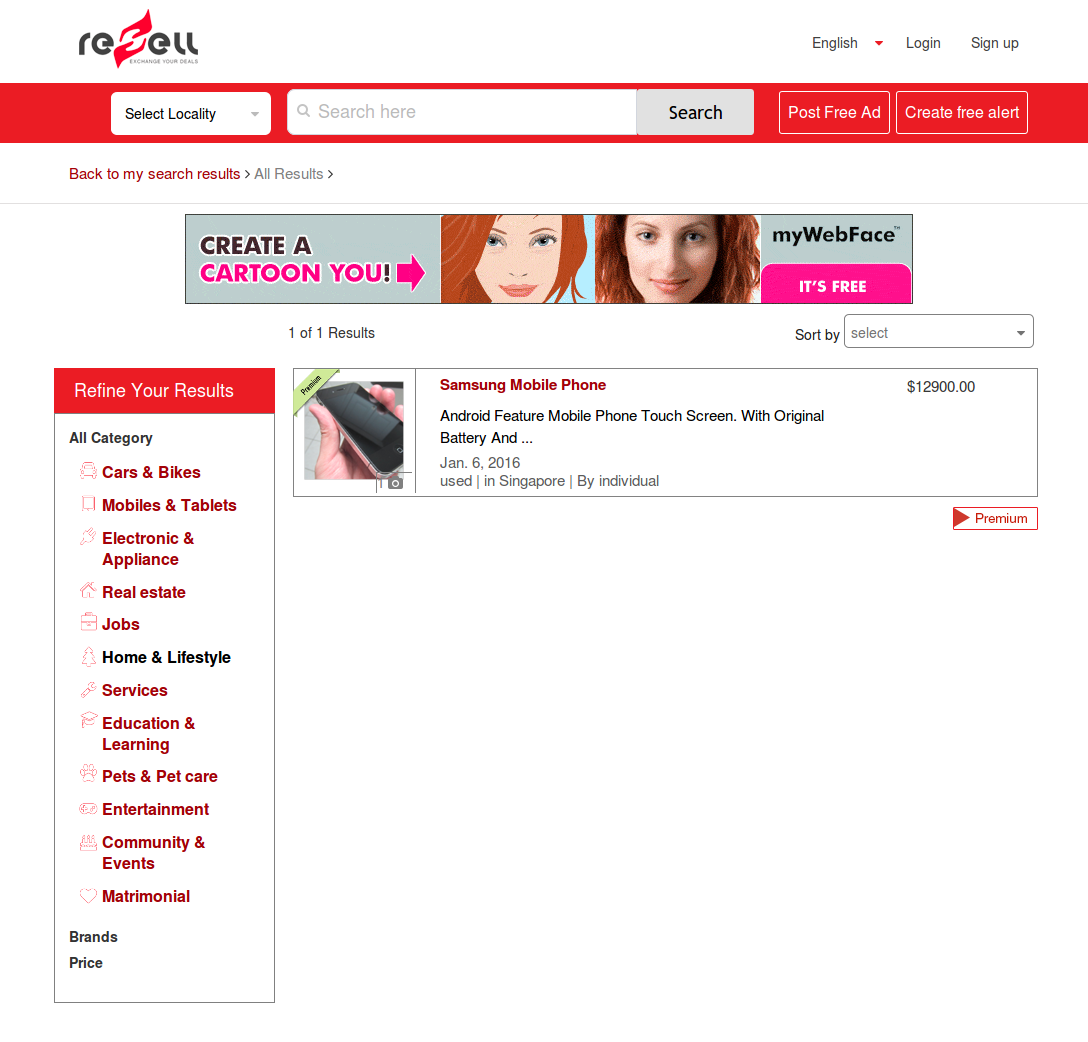 reSell
EXCHANGE YOUR DEALS
English
Login
Sign up
Select Locality
Search here
Search
Post Free Ad
Create free alert
Back to my search results > All Results >
CREATE A
CARTOON YOU!
myWebFace™
IT'S FREE
1 of 1 Results
Sort by select
Refine Your Results
All Category
Cars & Bikes
Mobiles & Tablets
Electronic &
Appliance
Real estate
Jobs
Home & Lifestyle
Services
Education &
Learning
Pets & Pet care
Entertainment
Community &
Events
Matrimonial
Brands
Price
Premium
1
Samsung Mobile Phone
$12900.00
Android Feature Mobile Phone Touch Screen. With Original
Battery And ...
Jan. 6, 2016
used | in Singapore | By individual
Premium